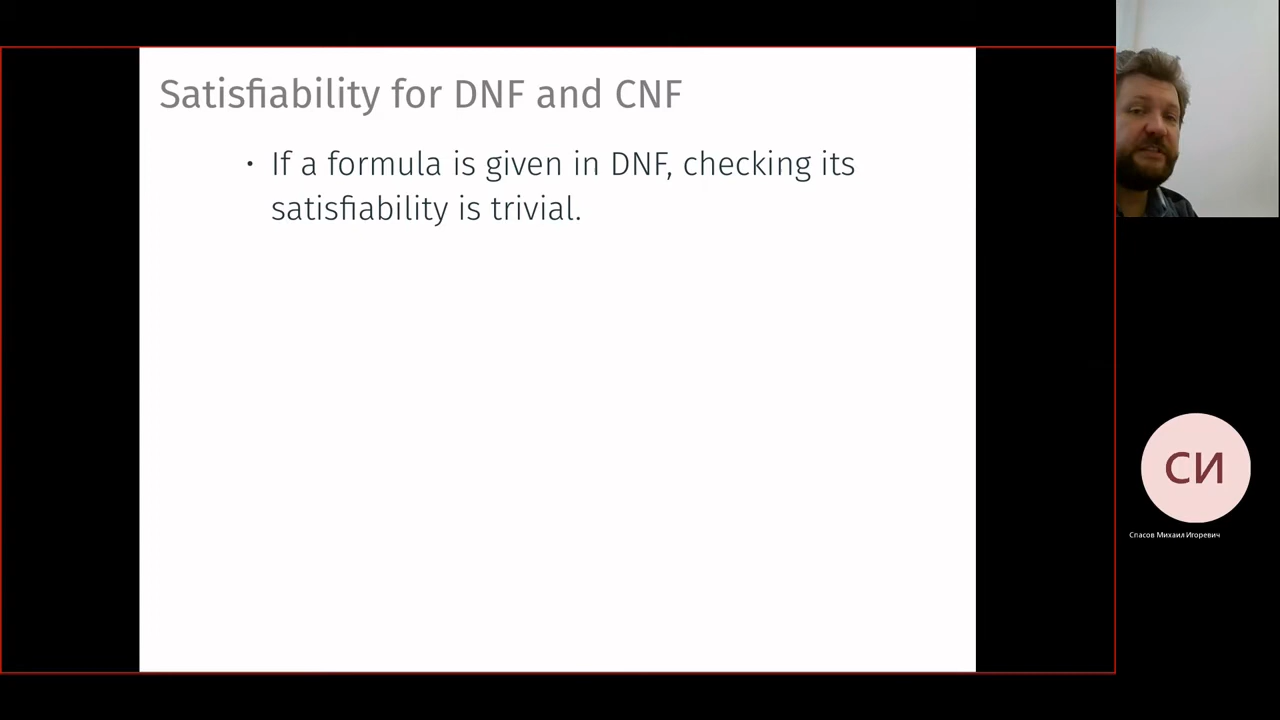 Satisfiability for DNF and CNF
• If a formula is given in DNF, checking its
satisfiability is trivial.
СИ
Спасов Михаил Игоревич